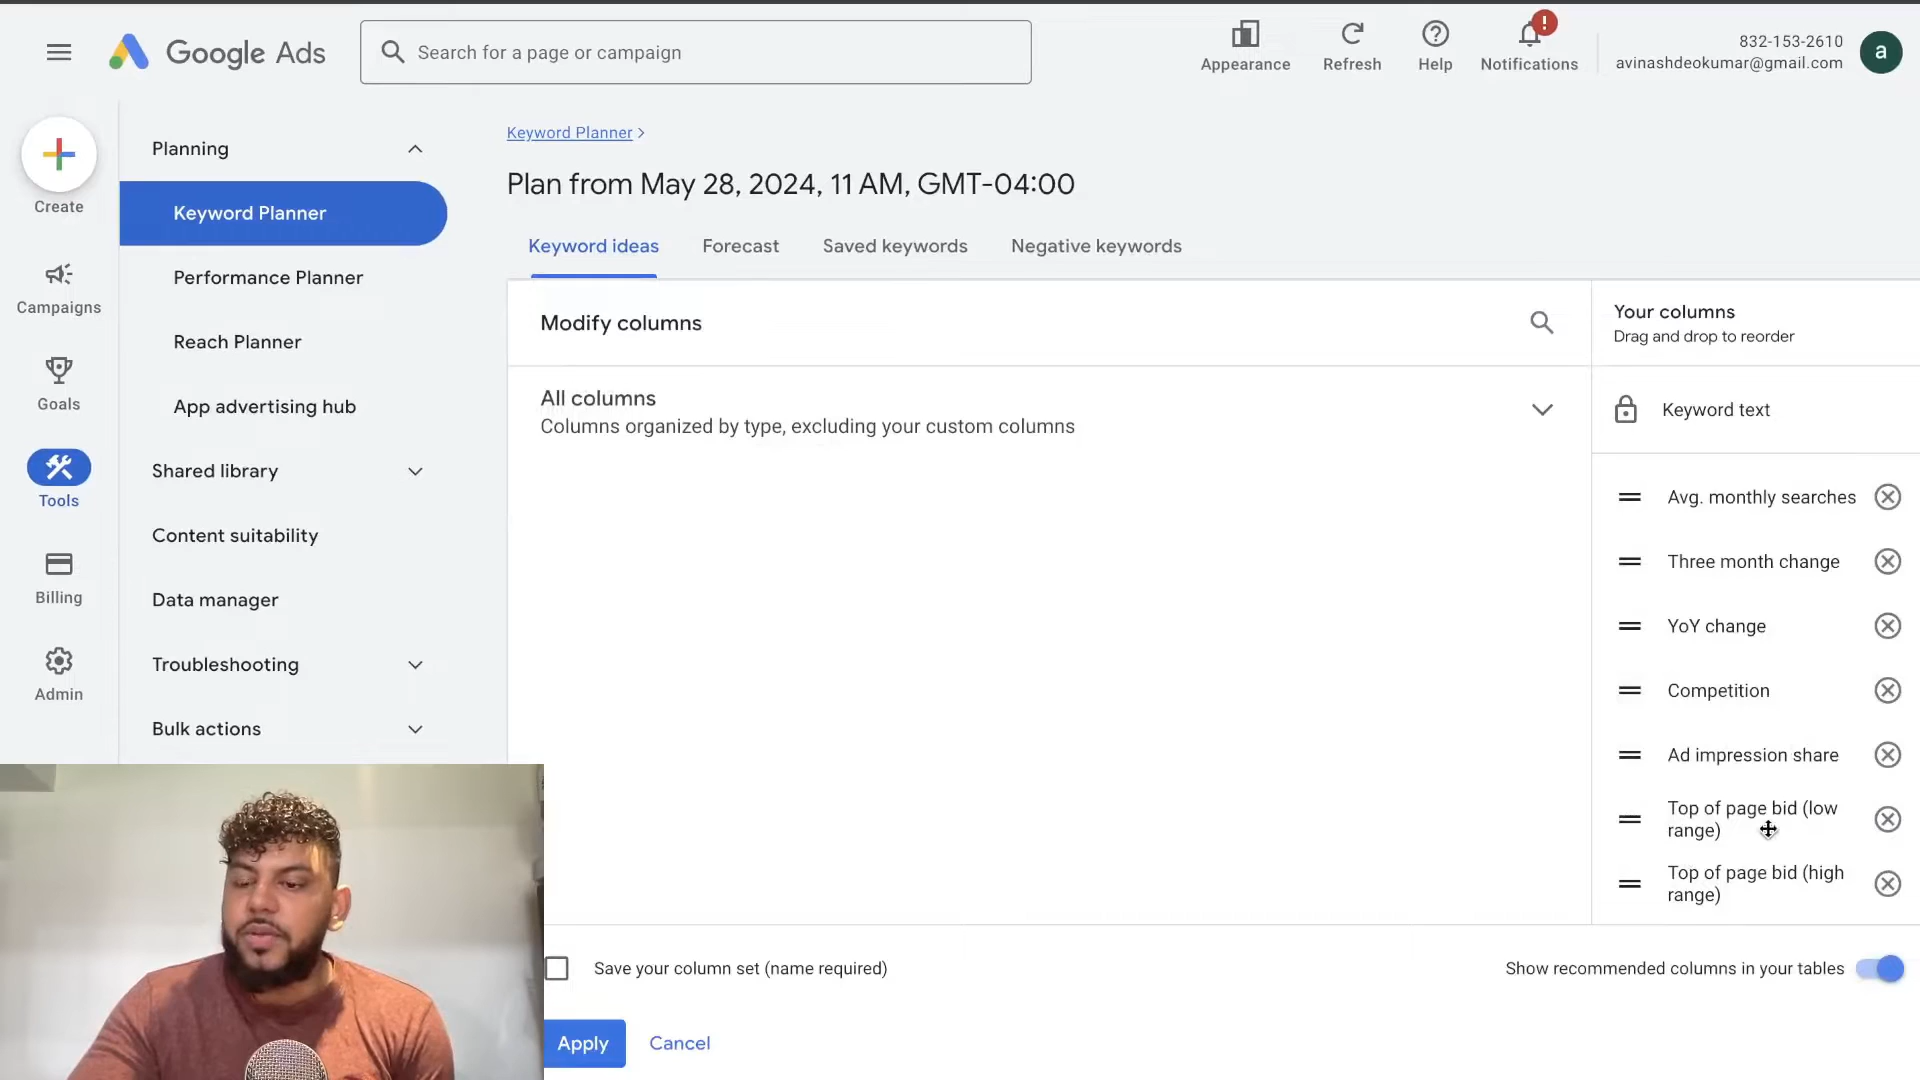 Google Ads
Search for a page or campaign
Appearance
Refresh
Help
!
Notifications
832-153-2610
avinashdeokumar@gmail.com
a
Create
Campaigns
Goals
Tools
Billing
Admin
Planning
Keyword Planner
Performance Planner
Reach Planner
App advertising hub
Shared library
Content suitability
Data manager
Troubleshooting
Bulk actions
Keyword Planner >
Plan from May 28, 2024, 11 AM, GMT-04:00
Keyword ideas
Forecast
Saved keywords
Negative keywords
Modify columns
All columns
Columns organized by type, excluding your custom columns
Your columns
Drag and drop to reorder
Keyword text
Avg. monthly searches
Three month change
YoY change
Competition
Ad impression share
Top of page bid (low
range)
Top of page bid (high
range)
Save your column set (name required)
Show recommended columns in your tables
Apply
Cancel